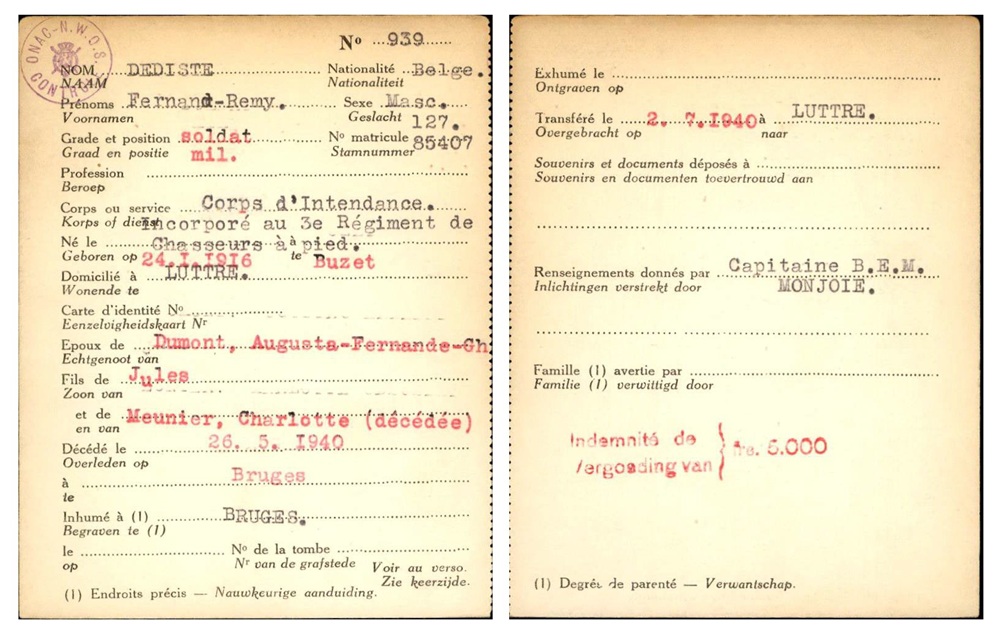 ONAC-N.W.O.S.
No 939
NOM DEDISTE Nationalité Belge.
NAAM Nationaliteit
Prénoms Fernand-Remy. Sexe Masc.
Voornamen Geslacht 127.
Grade et position soldat No matricule 85407
Graad en positie mil. Stamnummer
Profession
Beroep
Corps ou service Corps d'Intendance.
Korps of dienst Incorporé au 3e Régiment de
Né le Chasseurs à pied. à
Geboren op 24.I.1916 te Buzet
Domicilié à LUTTRE.
Wonende te
Carte d'identité No
Eenzelvigheidskaart Nr
Epoux de Dumont, Augusta-Fernande-Gh
Echtgenoot van
Fils de Jules
Zoon van
et de Meunier, Charlotte (décédée)
en van
Décédé le 26. 5. I940
Overleden op
à Bruges
te
Inhumé à (1) BRUGES.
Begraven te (1)
le No de la tombe
op Nr van de grafstede Voir au verso.
Zie keerzijde.
(1) Endroits précis — Nauwkeurige aanduiding.
Exhumé le
Ontgraven op
Transféré le 2. 7.I940 à LUTTRE.
Overgebracht op naar
Souvenirs et documents déposés à
Souvenirs en documenten toevertrouwd aan
Renseignements donnés par Capitaine B.E.M.
Inlichtingen verstrekt door MONJOIE.
Famille (1) avertie par
Familie (1) verwittigd door
Indemnité de
Vergoeding van } frs. 5.000
(1) Degré de parenté — Verwantschap.